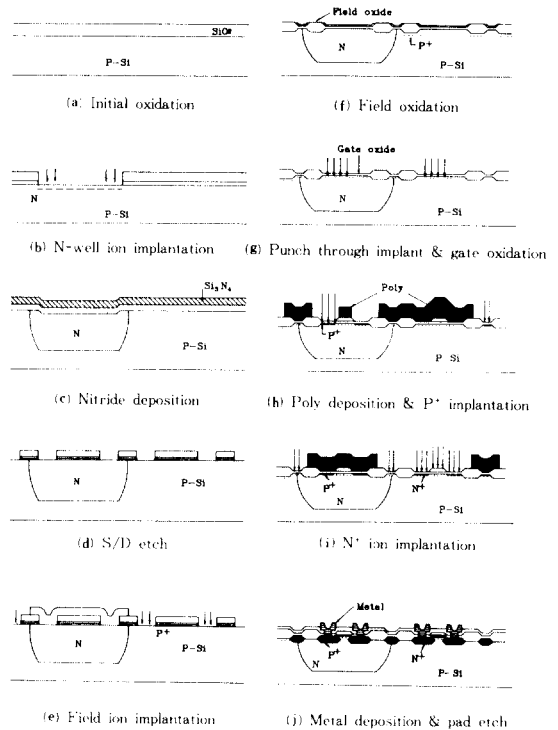 SiO₂
P-Si
(a) Initial oxidation
N
P-Si
(b) N-well ion implantation
Si₃N₄
N
P-Si
(c) Nitride deposition
N
P-Si
(d) S/D etch
P⁺
N
P-Si
(e) Field ion implantation
Field oxide
N
P⁺
P-Si
(f) Field oxidation
Gate oxide
N
P-Si
(g) Punch through implant & gate oxidation
Poly
P⁺
N
P-Si
(h) Poly deposition & P⁺ implantation
P⁺
N⁺
N
P-Si
(i) N⁺ ion implantation
Metal
P⁺
N⁺
N
P-Si
(j) Metal deposition & pad etch